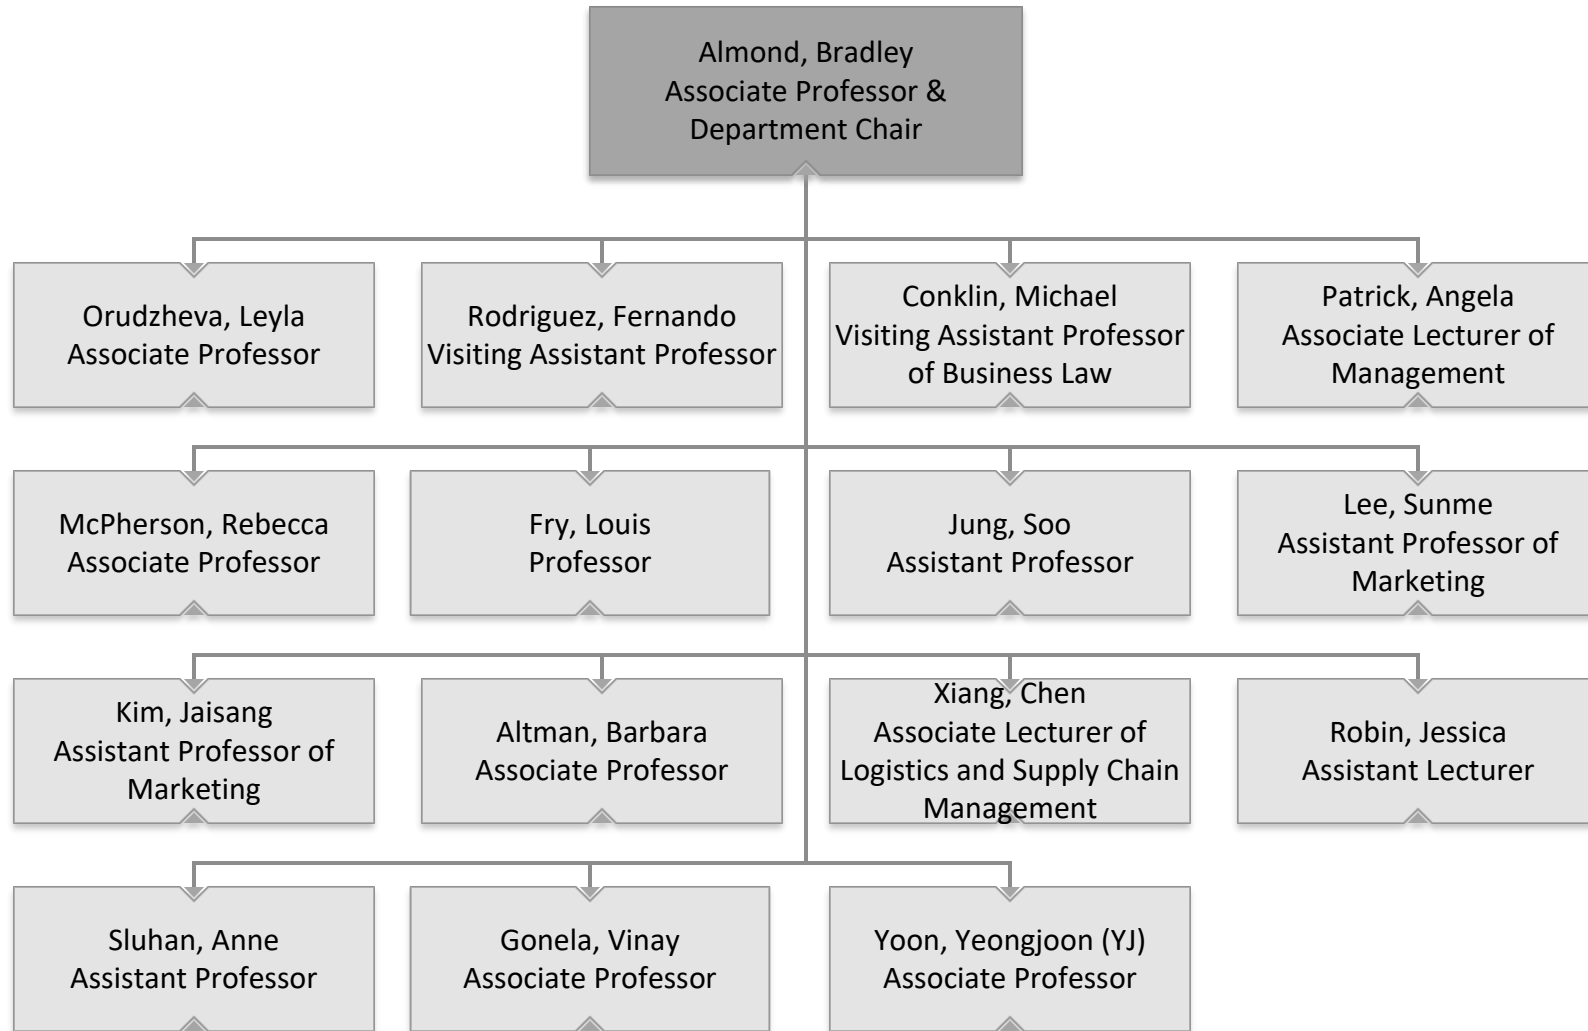 Almond, Bradley
Associate Professor &
Department Chair
Orudzheva, Leyla
Associate Professor
Rodriguez, Fernando
Visiting Assistant Professor
Conklin, Michael
Visiting Assistant Professor
of Business Law
Patrick, Angela
Associate Lecturer of
Management
McPherson, Rebecca
Associate Professor
Fry, Louis
Professor
Jung, Soo
Assistant Professor
Lee, Sunme
Assistant Professor of
Marketing
Kim, Jaisang
Assistant Professor of
Marketing
Altman, Barbara
Associate Professor
Xiang, Chen
Associate Lecturer of
Logistics and Supply Chain
Management
Robin, Jessica
Assistant Lecturer
Sluhan, Anne
Assistant Professor
Gonela, Vinay
Associate Professor
Yoon, Yeongjoon (YJ)
Associate Professor